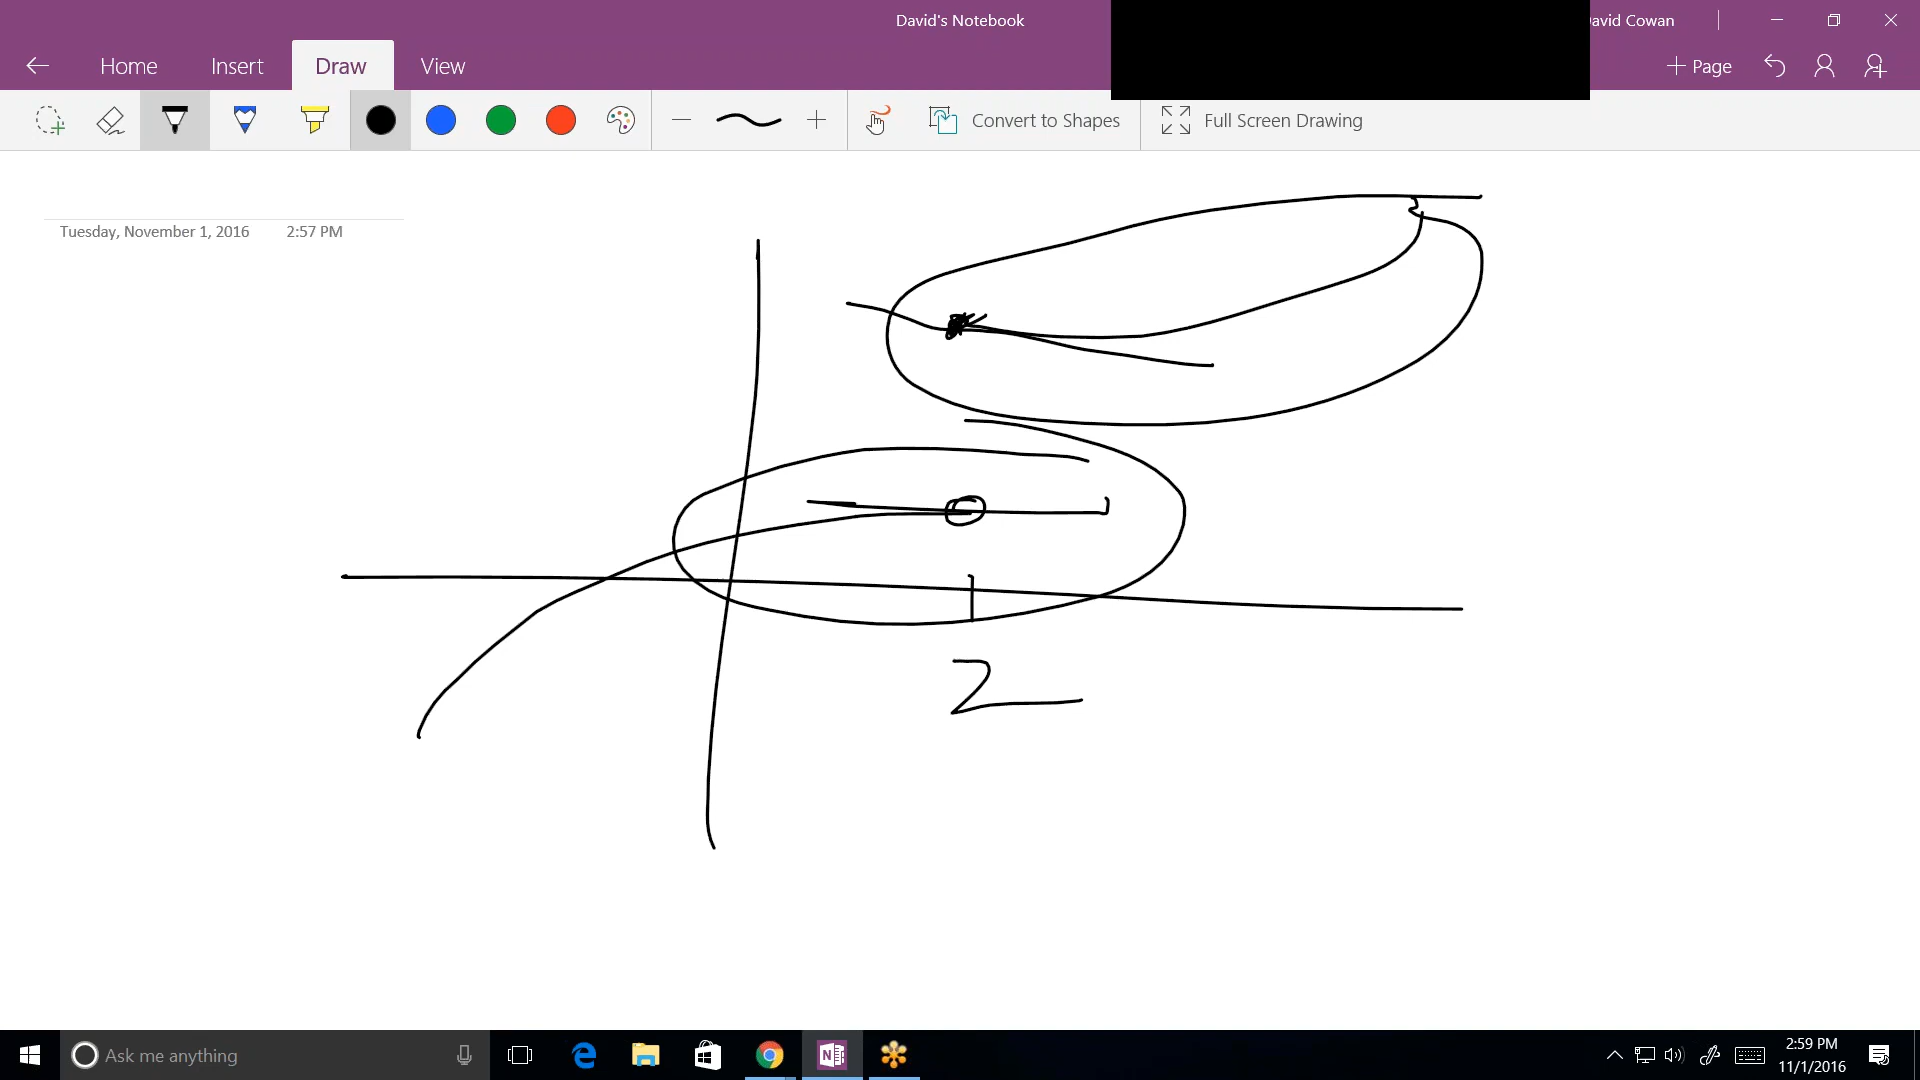 David's Notebook
avid Cowan
Home Insert Draw View
+ Page
Convert to Shapes
Full Screen Drawing
Tuesday, November 1, 2016 2:57 PM
2
Ask me anything
2:59 PM
11/1/2016